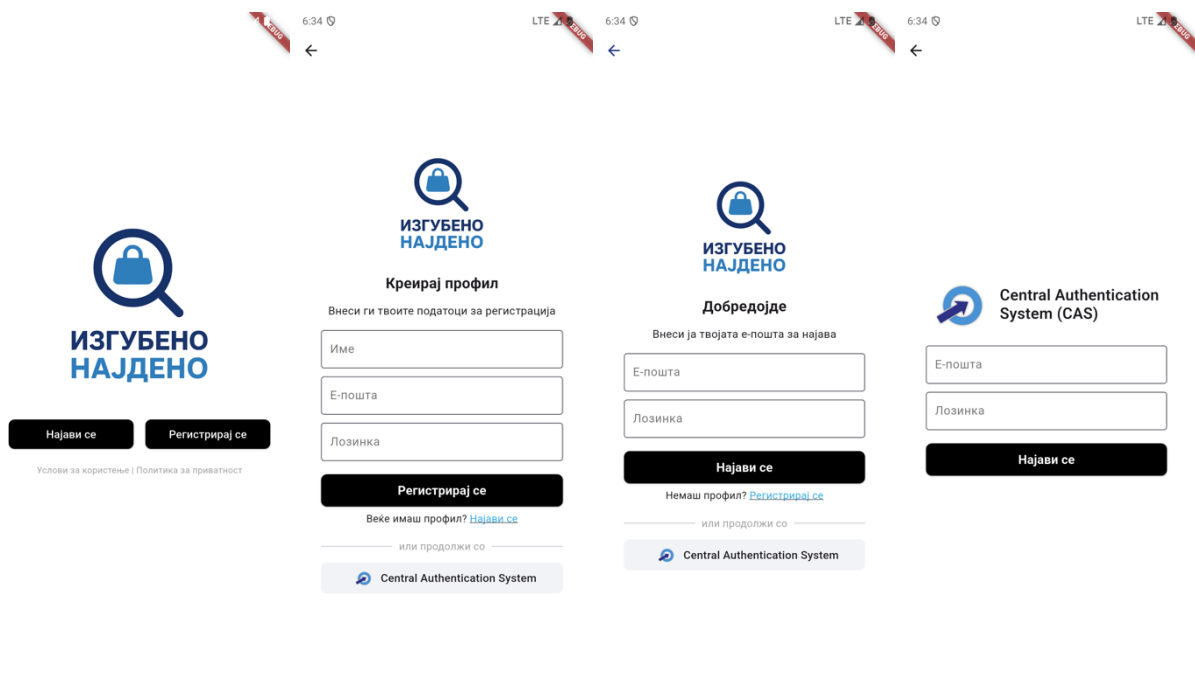 DEBUG
ИЗГУБЕНО
НАЈДЕНО
Најави се
Регистрирај се
Услови за користење | Политика за приватност
6:34
LTE
DEBUG
ИЗГУБЕНО
НАЈДЕНО
Креирај профил
Внеси ги твоите податоци за регистрација
Име
Е-пошта
Лозинка
Регистрирај се
Веќе имаш профил? Најави се
или продолжи со
Central Authentication System
6:34
LTE
DEBUG
ИЗГУБЕНО
НАЈДЕНО
Добредојде
Внеси ја твојата е-пошта за најава
Е-пошта
Лозинка
Најави се
Немаш профил? Регистрирај се
или продолжи со
Central Authentication System
6:34
LTE
DEBUG
Central Authentication
System (CAS)
Е-пошта
Лозинка
Најави се